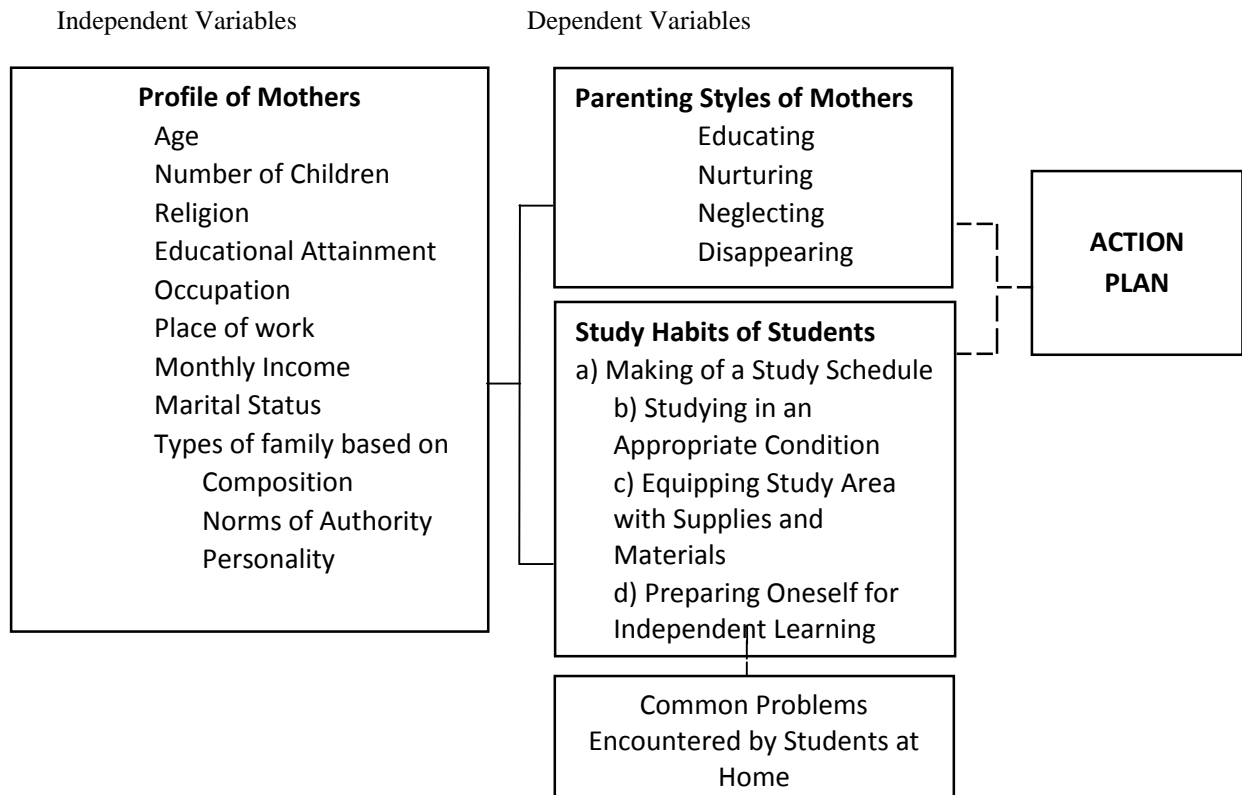 Independent Variables
Dependent Variables
Profile of Mothers
Age
Number of Children
Religion
Educational Attainment
Occupation
Place of work
Monthly Income
Marital Status
Types of family based on
Composition
Norms of Authority
Personality
Parenting Styles of Mothers
Educating
Nurturing
Neglecting
Disappearing
Study Habits of Students
a) Making of a Study Schedule
b) Studying in an
Appropriate Condition
c) Equipping Study Area
with Supplies and
Materials
d) Preparing Oneself for
Independent Learning
Common Problems
Encountered by Students at
Home
ACTION
PLAN